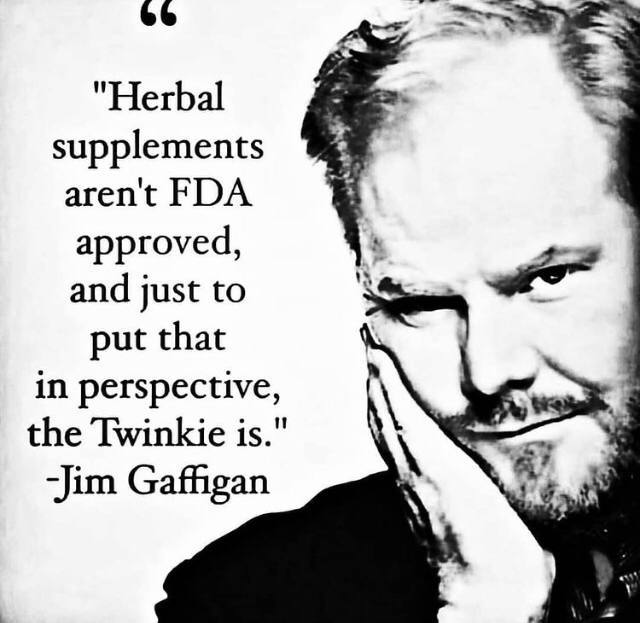 “
"Herbal
supplements
aren't FDA
approved,
and just to
put that
in perspective,
the Twinkie is."
-Jim Gaffigan